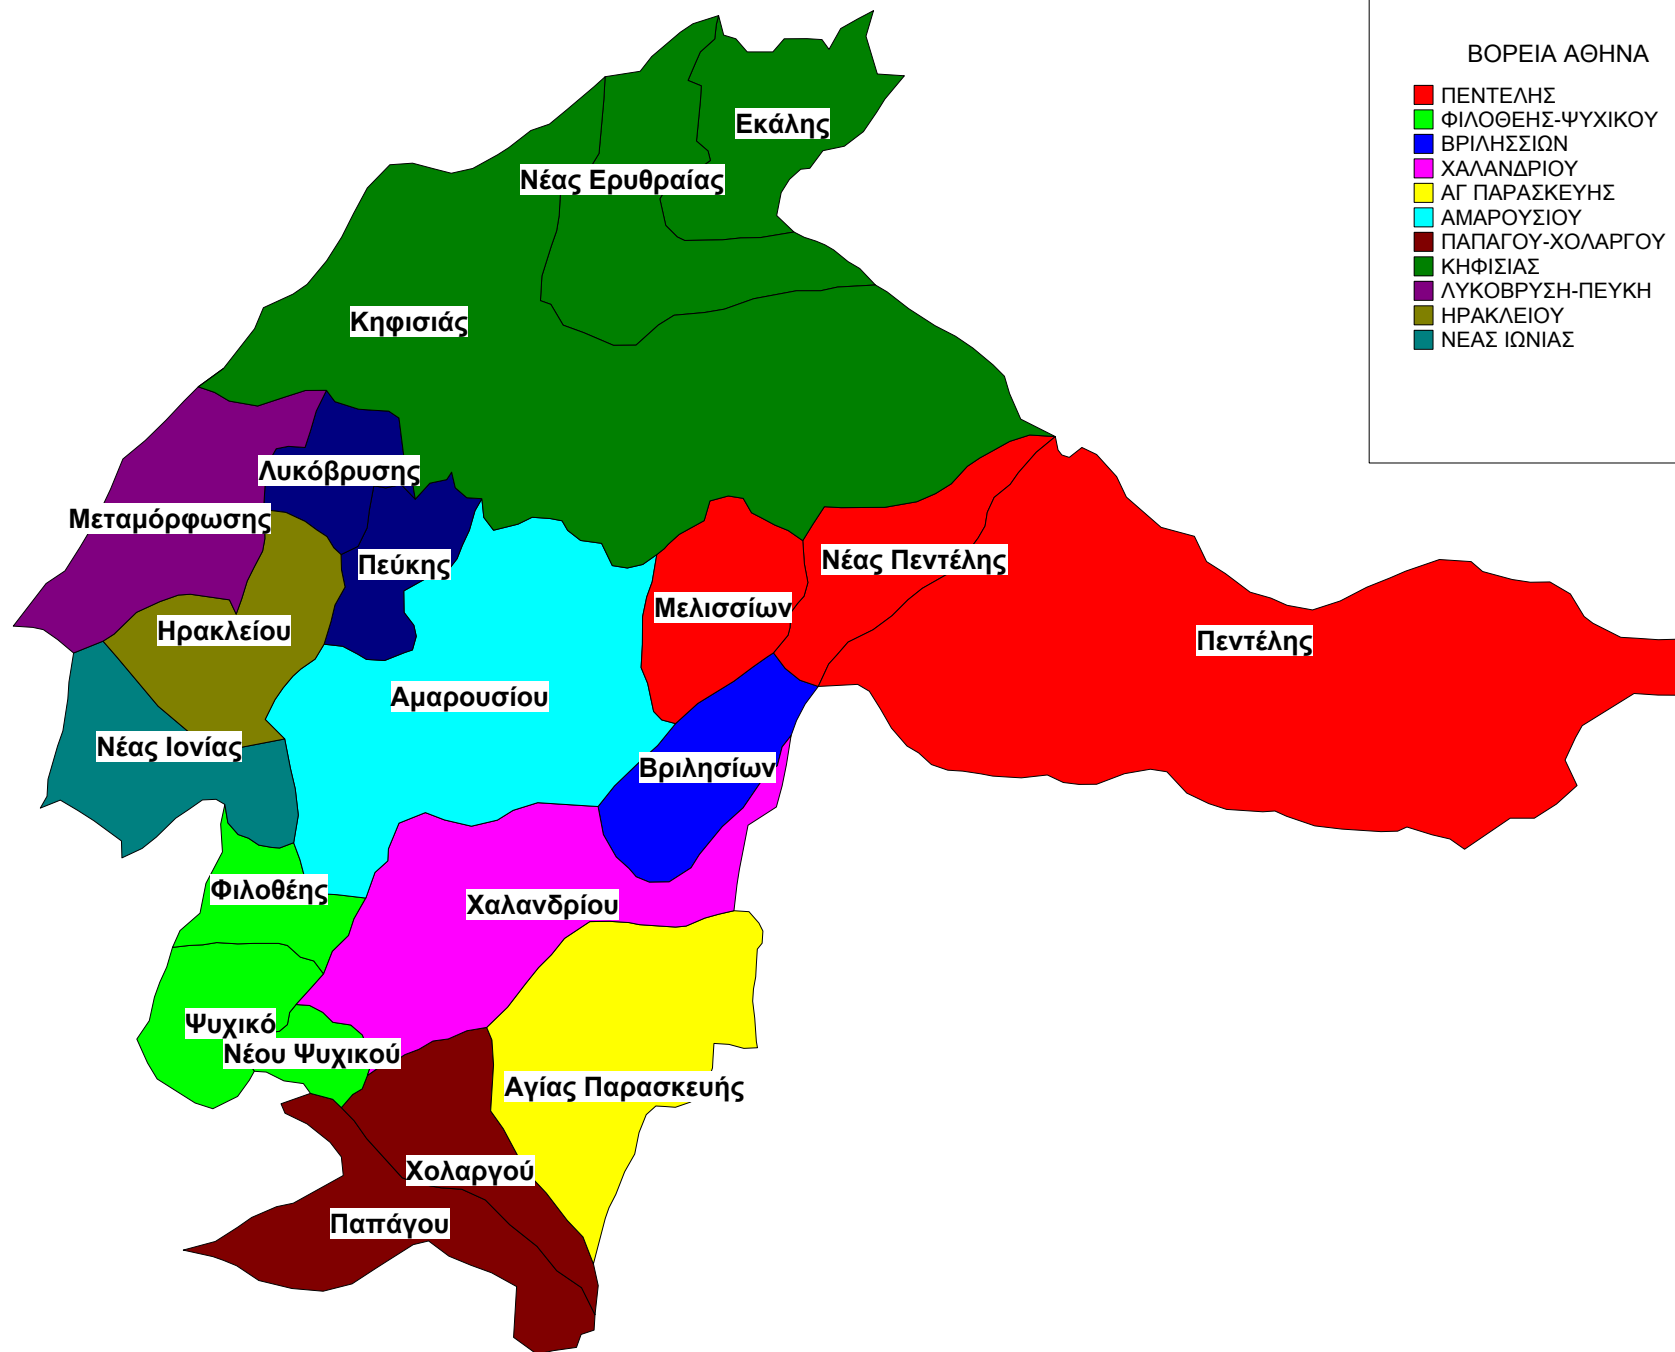 ΒΟΡΕΙΑ ΑΘΗΝΑ
ΠΕΝΤΕΛΗΣ
ΦΙΛΟΘΕΗΣ-ΨΥΧΙΚΟΥ
ΒΡΙΛΗΣΣΙΩΝ
ΧΑΛΑΝΔΡΙΟΥ
ΑΓ ΠΑΡΑΣΚΕΥΗΣ
ΑΜΑΡΟΥΣΙΟΥ
ΠΑΠΑΓΟΥ-ΧΟΛΑΡΓΟΥ
ΚΗΦΙΣΙΑΣ
ΛΥΚΟΒΡΥΣΗ-ΠΕΥΚΗ
ΗΡΑΚΛΕΙΟΥ
ΝΕΑΣ ΙΩΝΙΑΣ
Εκάλης
Νέας Ερυθραίας
Κηφισιάς
Λυκόβρυσης
Μεταμόρφωσης
Πεύκης
Νέας Πεντέλης
Μελισσίων
Ηρακλείου
Πεντέλης
Αμαρουσίου
Νέας Ιονίας
Βριλησίων
Φιλοθέης
Χαλανδρίου
Ψυχικό
Νέου Ψυχικού
Αγίας Παρασκευής
Χολαργού
Παπάγου